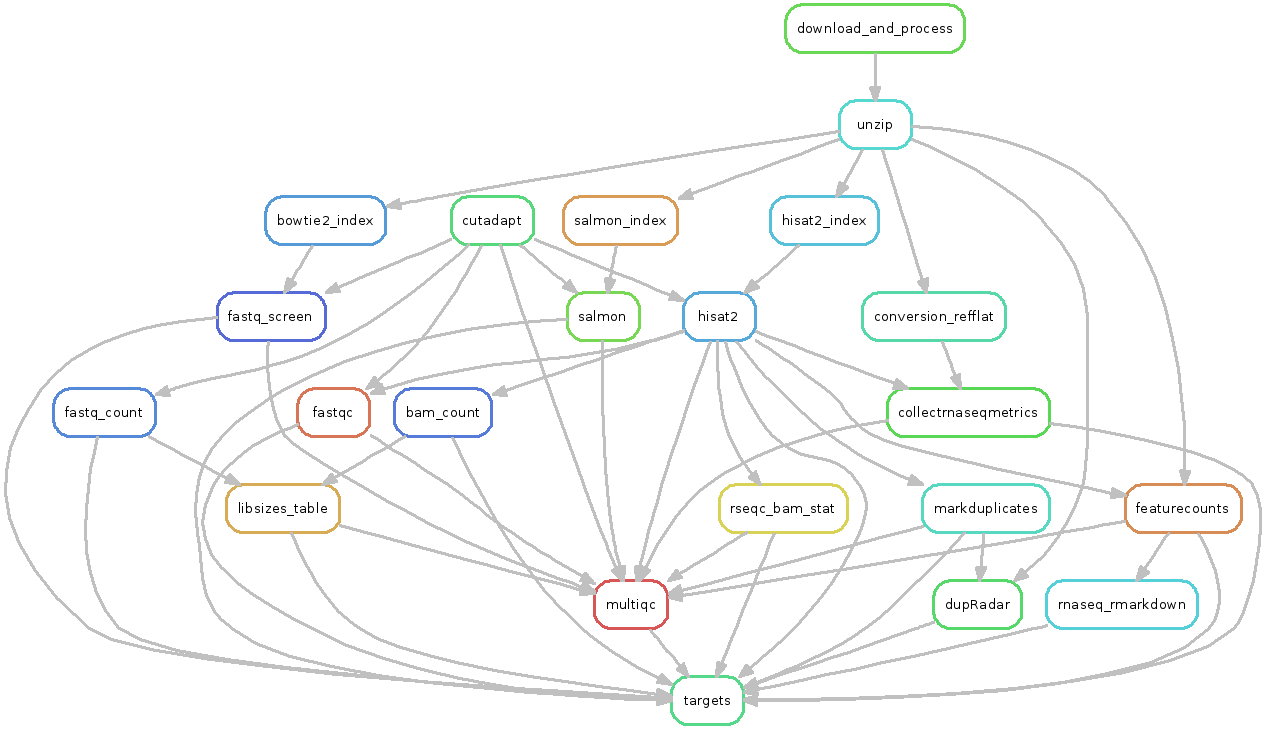 download_and_process
unzip
bowtie2_index
cutadapt
salmon_index
hisat2_index
fastq_screen
salmon
hisat2
conversion_refflat
fastq_count
fastqc
bam_count
collectrnaseqmetrics
libsizes_table
rseqc_bam_stat
markduplicates
featurecounts
multiqc
dupRadar
rnaseq_rmarkdown
targets